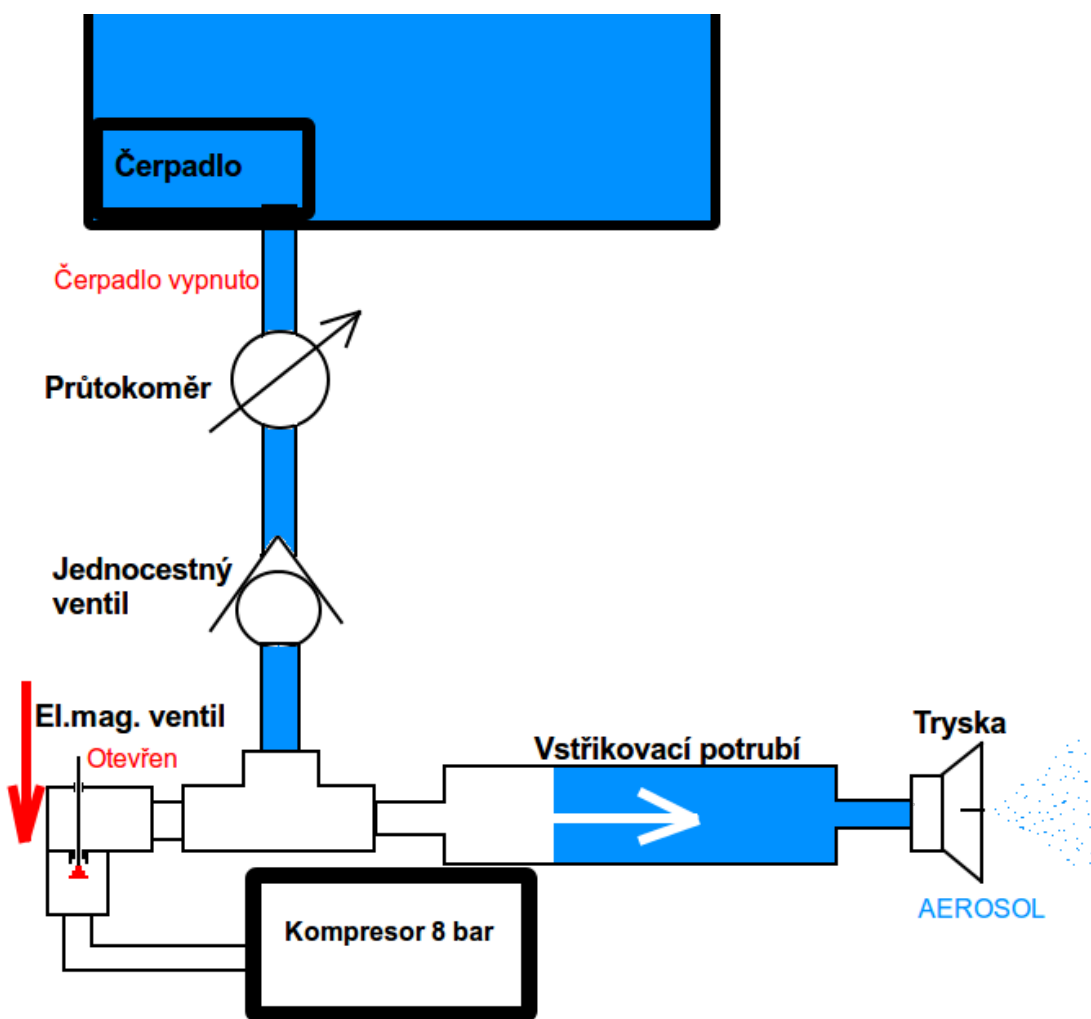 Čerpadlo
Čerpadlo vypnuto
Průtokoměr
Jednocestný
ventil
El.mag. ventil
Otevřen
Vstřikovací potrubí
Tryska
Kompresor 8 bar
AEROSOL